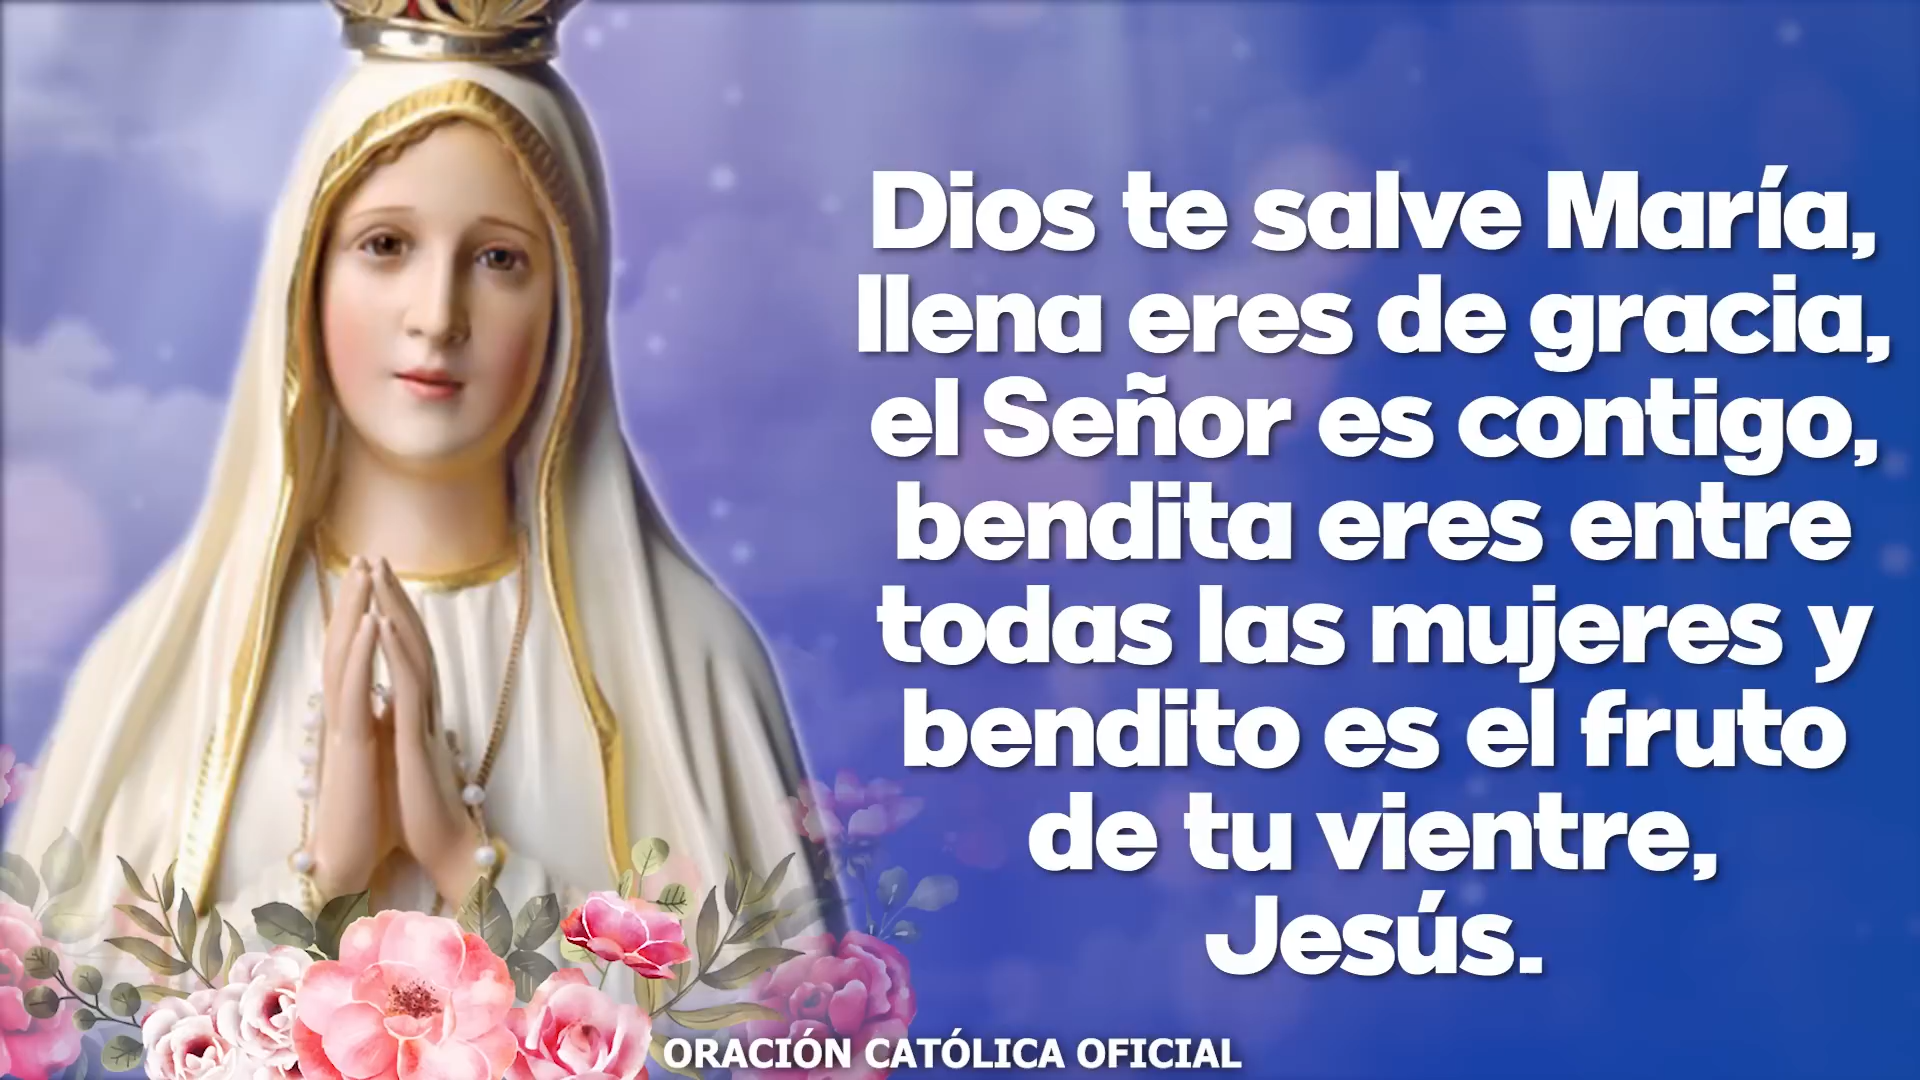 Dios te salve María,
llena eres de gracia,
el Señor es contigo,
bendita eres entre
todas las mujeres y
bendito es el fruto
de tu vientre,
Jesús.
ORACIÓN CATÓLICA OFICIAL